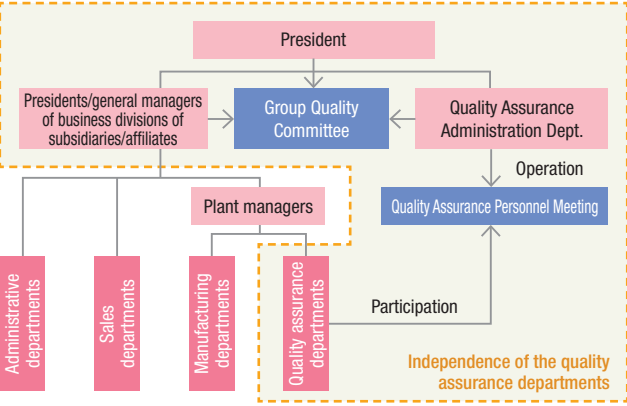 President
Presidents/general managers
of business divisions of
subsidiaries/affiliates
Group Quality
Committee
Quality Assurance
Administration Dept.
Operation
Plant managers
Quality Assurance Personnel Meeting
Administrative
departments
Sales
departments
Manufacturing
departments
Quality assurance
departments
Participation
Independence of the quality
assurance departments